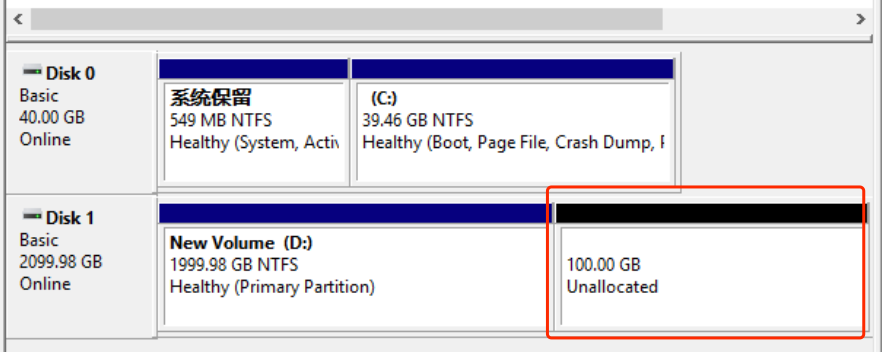 Disk 0
Basic
40.00 GB
Online
系统保留
549 MB NTFS
Healthy (System, Activ
(C:)
39.46 GB NTFS
Healthy (Boot, Page File, Crash Dump, F
Disk 1
Basic
2099.98 GB
Online
New Volume (D:)
1999.98 GB NTFS
Healthy (Primary Partition)
100.00 GB
Unallocated